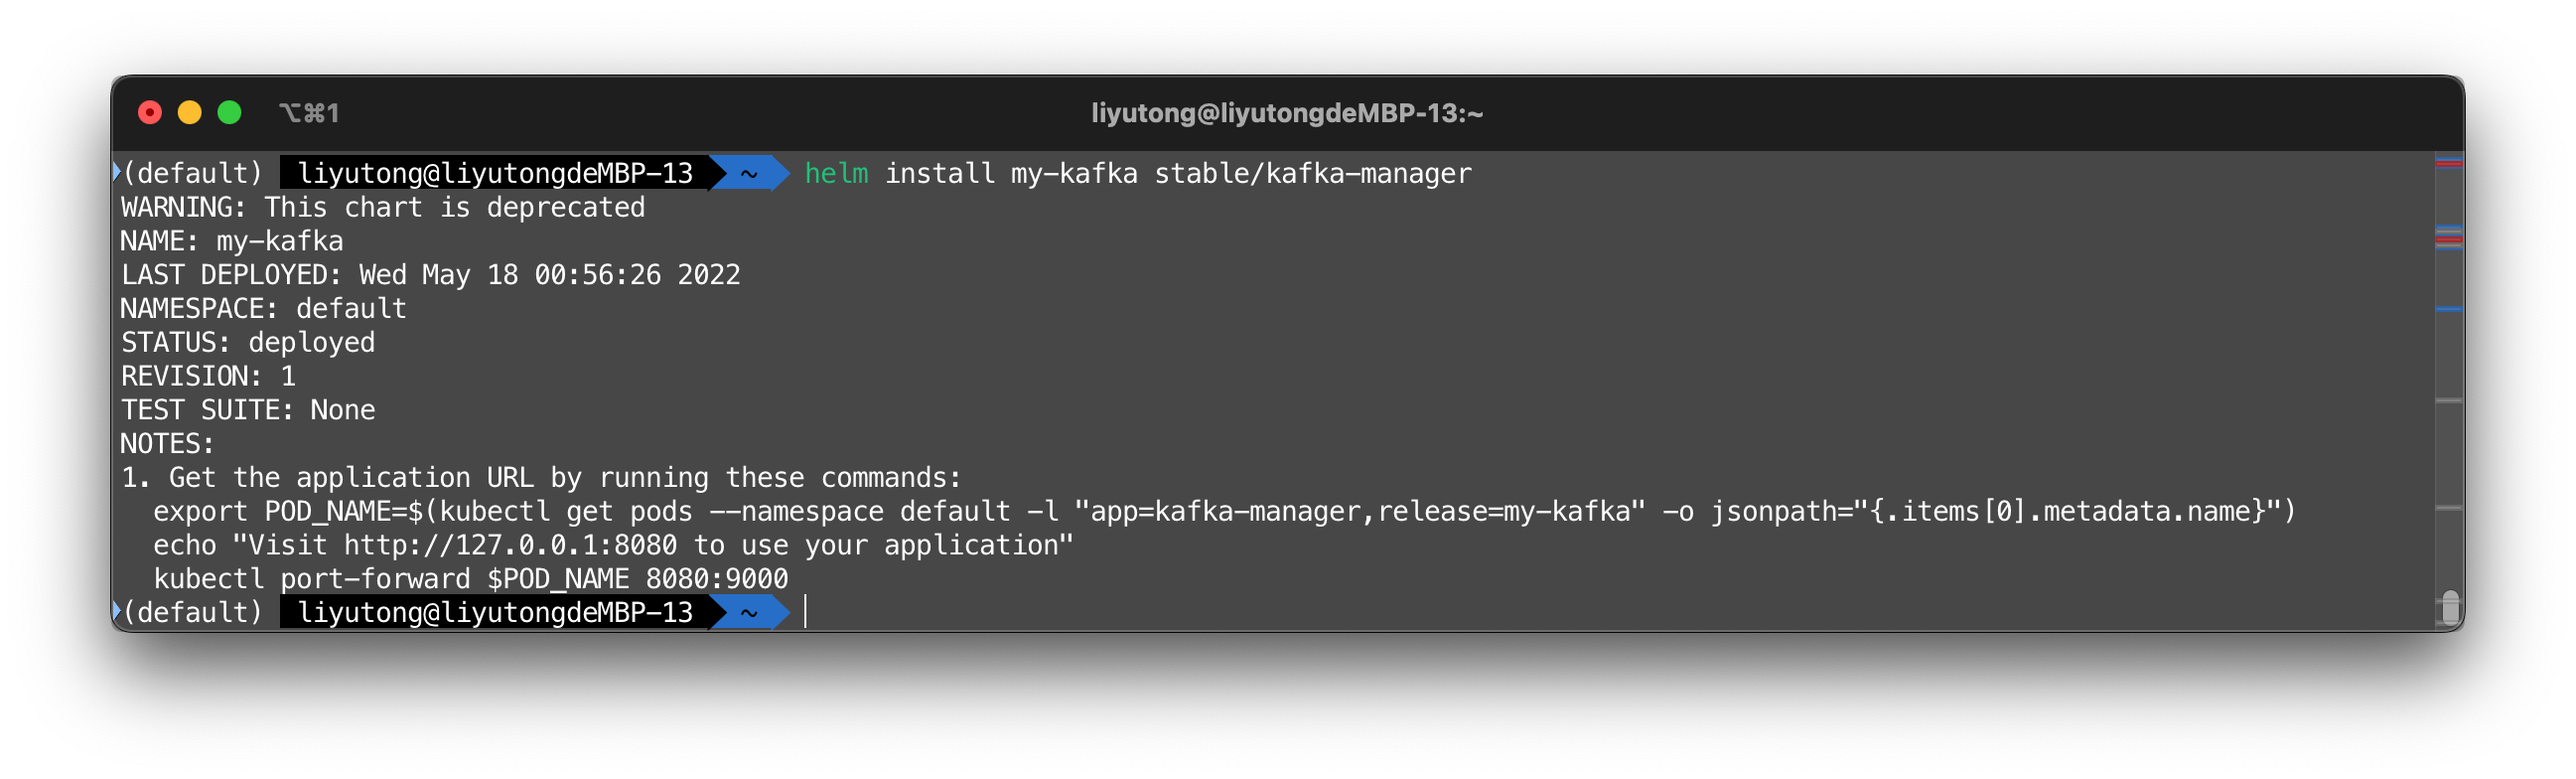 ⌥⌘1
liyutong@liyutongdeMBP-13:~
(default) liyutong@liyutongdeMBP-13 ~ helm install my-kafka stable/kafka-manager
WARNING: This chart is deprecated
NAME: my-kafka
LAST DEPLOYED: Wed May 18 00:56:26 2022
NAMESPACE: default
STATUS: deployed
REVISION: 1
TEST SUITE: None
NOTES:
1. Get the application URL by running these commands:
  export POD_NAME=$(kubectl get pods --namespace default -l "app=kafka-manager,release=my-kafka" -o jsonpath="{.items[0].metadata.name}")
  echo "Visit http://127.0.0.1:8080 to use your application"
  kubectl port-forward $POD_NAME 8080:9000
(default) liyutong@liyutongdeMBP-13 ~